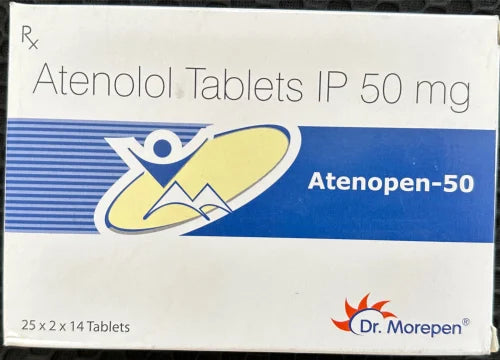 Rx
Atenolol Tablets IP 50 mg
Atenopen-50
25 x 2 x 14 Tablets
Dr. Morepen®